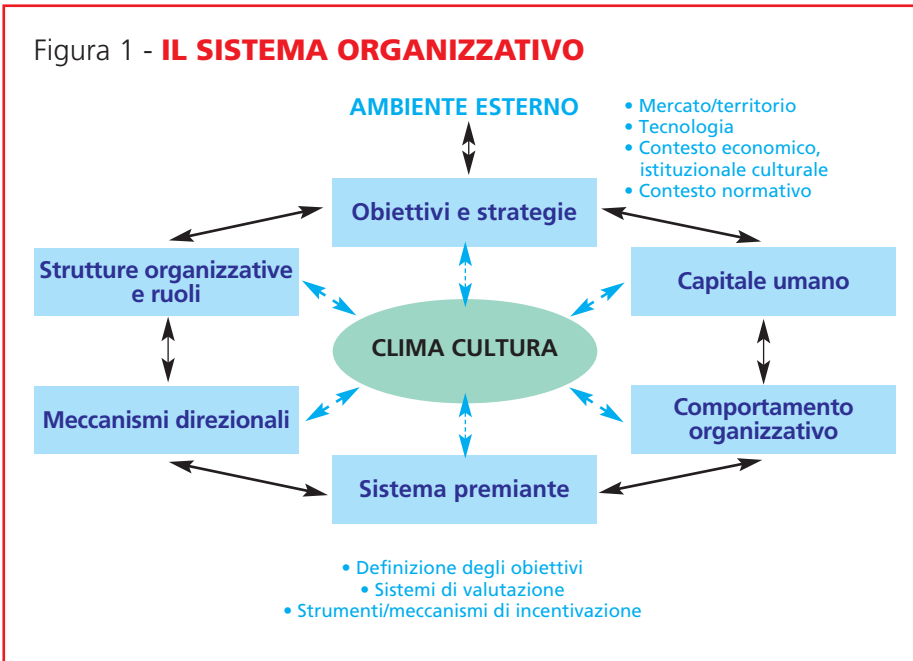 Figura 1 - IL SISTEMA ORGANIZZATIVO
AMBIENTE ESTERNO
• Mercato/territorio
• Tecnologia
• Contesto economico,
istituzionale culturale
• Contesto normativo
Obiettivi e strategie
Strutture organizzative
e ruoli
Capitale umano
CLIMA CULTURA
Meccanismi direzionali
Comportamento
organizzativo
Sistema premiante
• Definizione degli obiettivi
• Sistemi di valutazione
• Strumenti/meccanismi di incentivazione